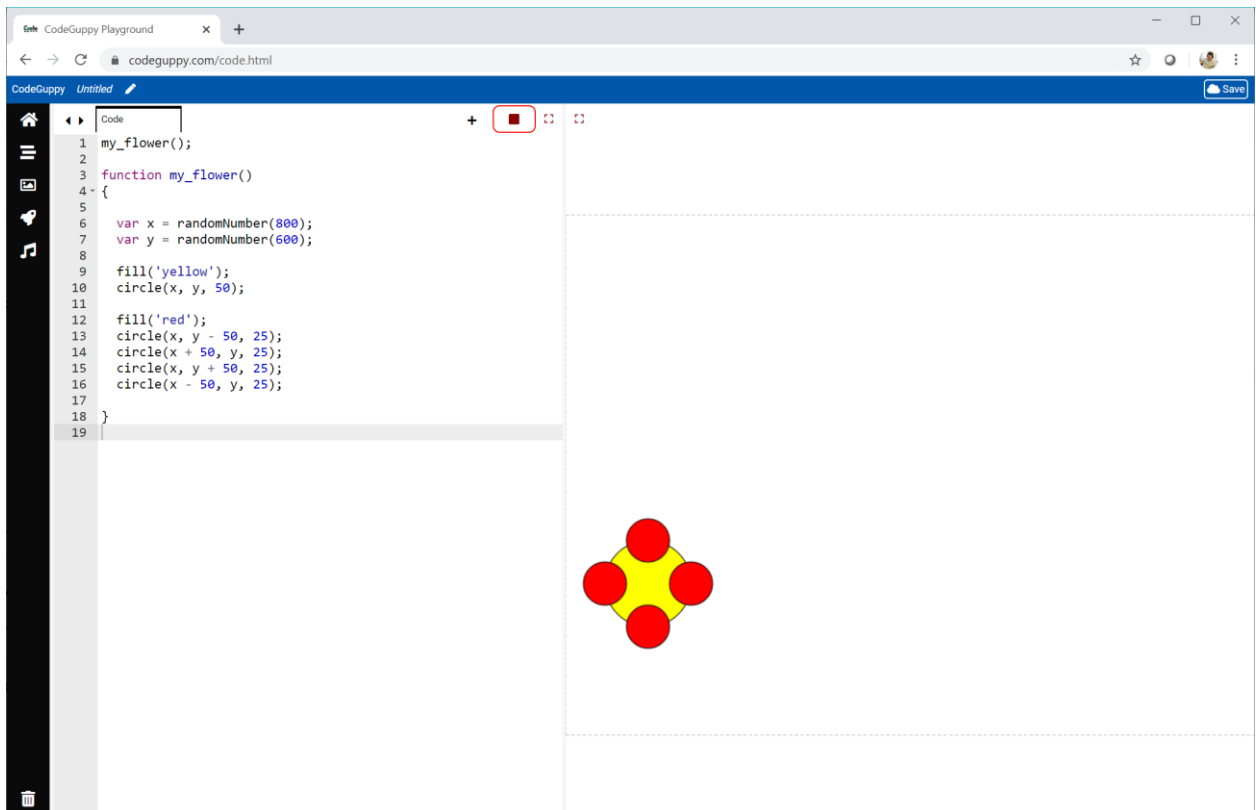 Code CodeGuppy Playground
codeguppy.com/code.html
CodeGuppy Untitled Save
Code
1 my_flower();
2
3 function my_flower()
4 {
5
6 var x = randomNumber(800);
7 var y = randomNumber(600);
8
9 fill('yellow');
10 circle(x, y, 50);
11
12 fill('red');
13 circle(x, y - 50, 25);
14 circle(x + 50, y, 25);
15 circle(x, y + 50, 25);
16 circle(x - 50, y, 25);
17
18 }
19